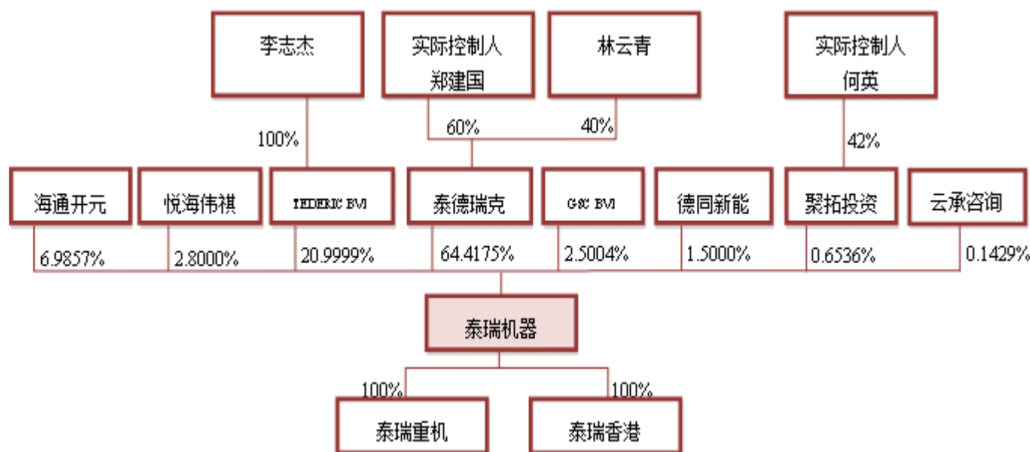 李志杰
实际控制人
郑建国
林云青
实际控制人
何英
100%
60%
40%
42%
海通开元
悦海伟祺
TEDERIC BVI
泰德瑞克
GSC BVI
德同新能
聚拓投资
云承咨询
6.9857%
2.8000%
20.9999%
64.4175%
2.5004%
1.5000%
0.6536%
0.1429%
泰瑞机器
100%
100%
泰瑞重机
泰瑞香港